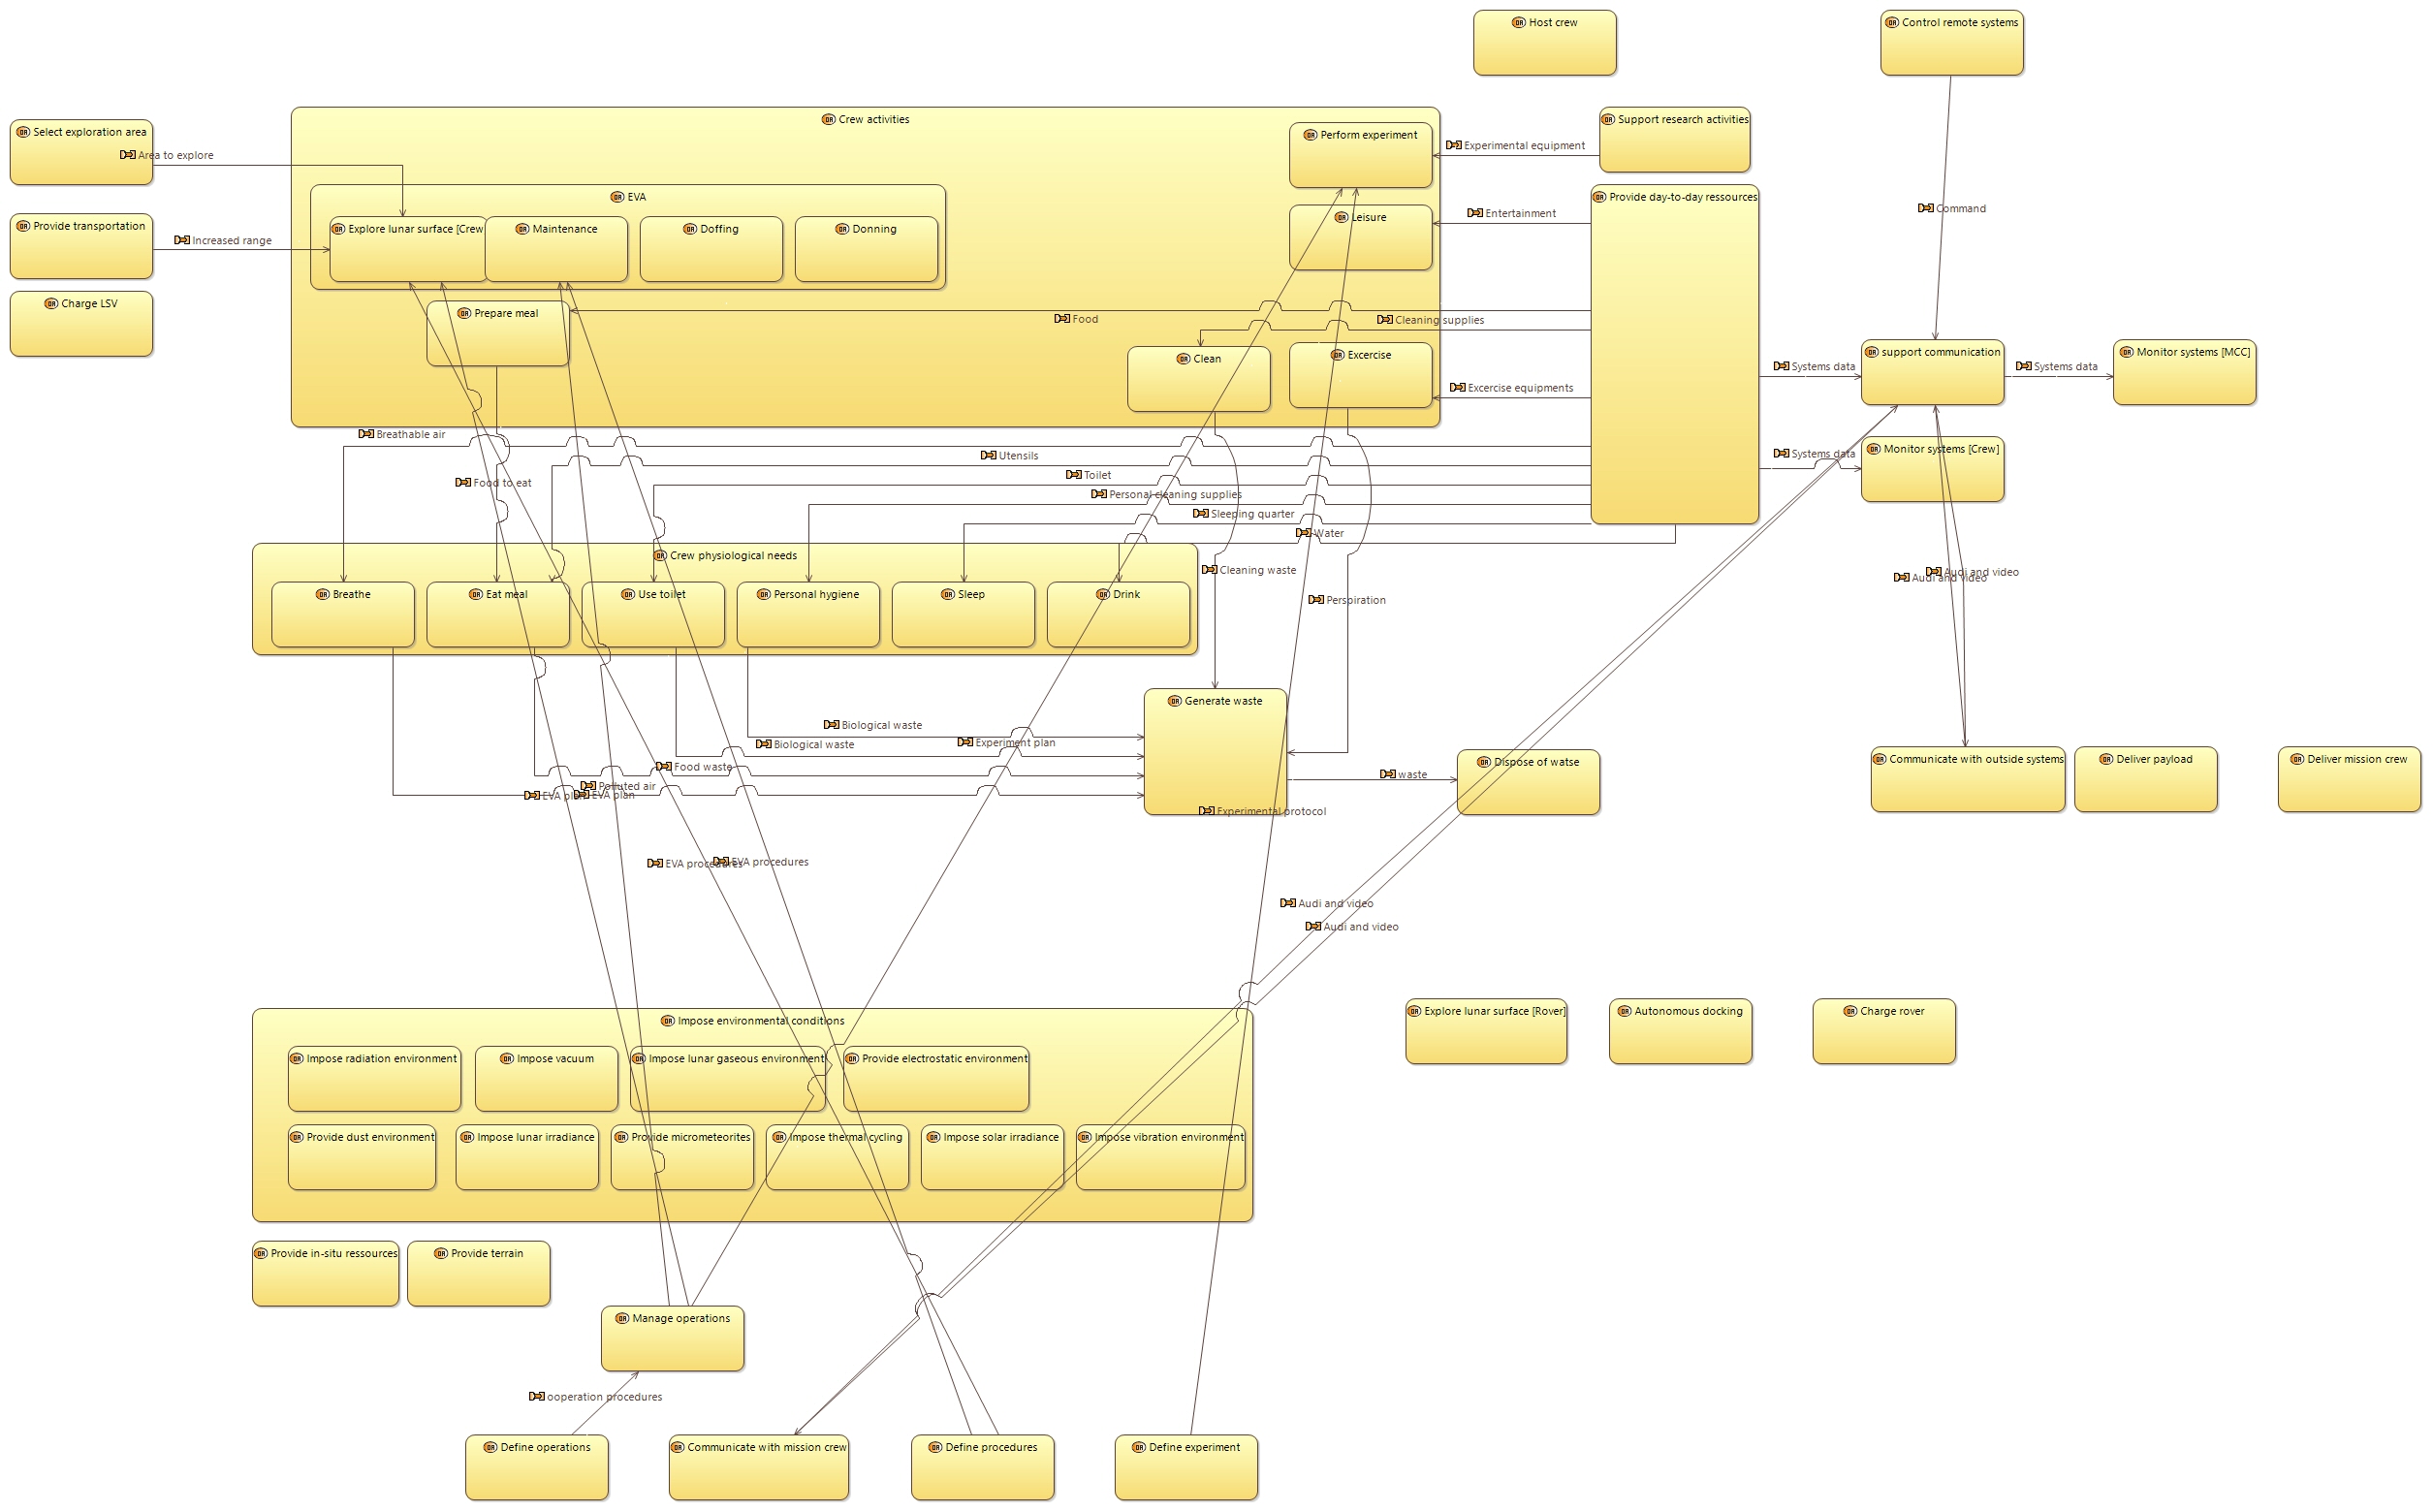 Host crew
Control remote systems
Crew activities
Support research activities
Select exploration area
Perform experiment
Experimental equipment
Area to explore
EVA
Provide day-to-day ressources
Command
Entertainment
Leisure
Provide transportation
Explore lunar surface [Crew
Maintenance
Doffing
Donning
Increased range
Charge LSV
Prepare meal
Food
Cleaning supplies
Clean
Excercise
support communication
Monitor systems [MCC]
Systems data
Systems data
Excercise equipments
Breathable air
Monitor systems [Crew]
Utensils
Systems data
Toilet
Food to eat
Personal cleaning supplies
Sleeping quarter
Water
Crew physiological needs
Cleaning waste
Audi and video
Audi and video
Breathe
Eat meal
Use toilet
Personal hygiene
Sleep
Drink
Perspiration
Generate waste
Biological waste
Biological waste
Experiment plan
Communicate with outside systems
Deliver payload
Deliver mission crew
Dispose of watse
Food waste
waste
Polluted air
EVA plan
EVA plan
Experimental protocol
EVA procedures
EVA procedures
Audi and video
Audi and video
Explore lunar surface [Rover]
Autonomous docking
Charge rover
Impose environmental conditions
Impose radiation environment
Impose vacuum
Impose lunar gaseous environment
Provide electrostatic environment
Provide dust environment
Impose lunar irradiance
Provide micrometeorites
Impose thermal cycling
Impose solar irradiance
Impose vibration environment
Provide in-situ ressources
Provide terrain
Manage operations
ooperation procedures
Define operations
Communicate with mission crew
Define procedures
Define experiment